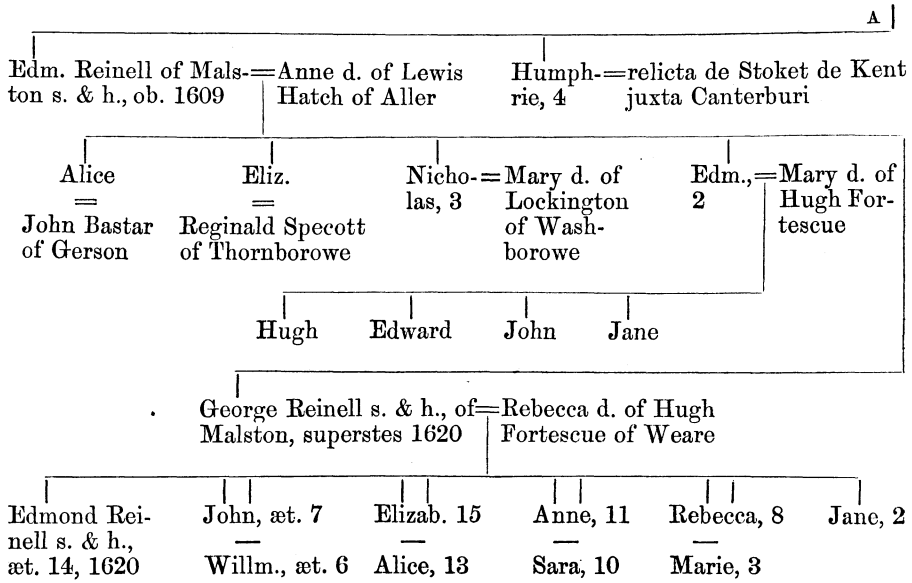 A
Edm. Reinell of Mals-=Anne d. of Lewis
ton s. & h., ob. 1609 Hatch of Aller
Humph-=relicta de Stoket de Kent
rie, 4 juxta Canterburi
Alice
=
John Bastar
of Gerson
Eliz.
=
Reginald Specott
of Thornborowe
Nicho-=Mary d. of
las, 3 Lockington
of Wash-
borowe
Edm.,=Mary d. of
2 Hugh For-
tescue
Hugh Edward John Jane
George Reinell s. & h., of=Rebecca d. of Hugh
Malston, superstes 1620 Fortescue of Weare
Edmond Rei-
nell s. & h.,
æt. 14, 1620
John, æt. 7
—
Willm., æt. 6
Elizab. 15
—
Alice, 13
Anne, 11
—
Sara, 10
Rebecca, 8
—
Marie, 3
Jane, 2